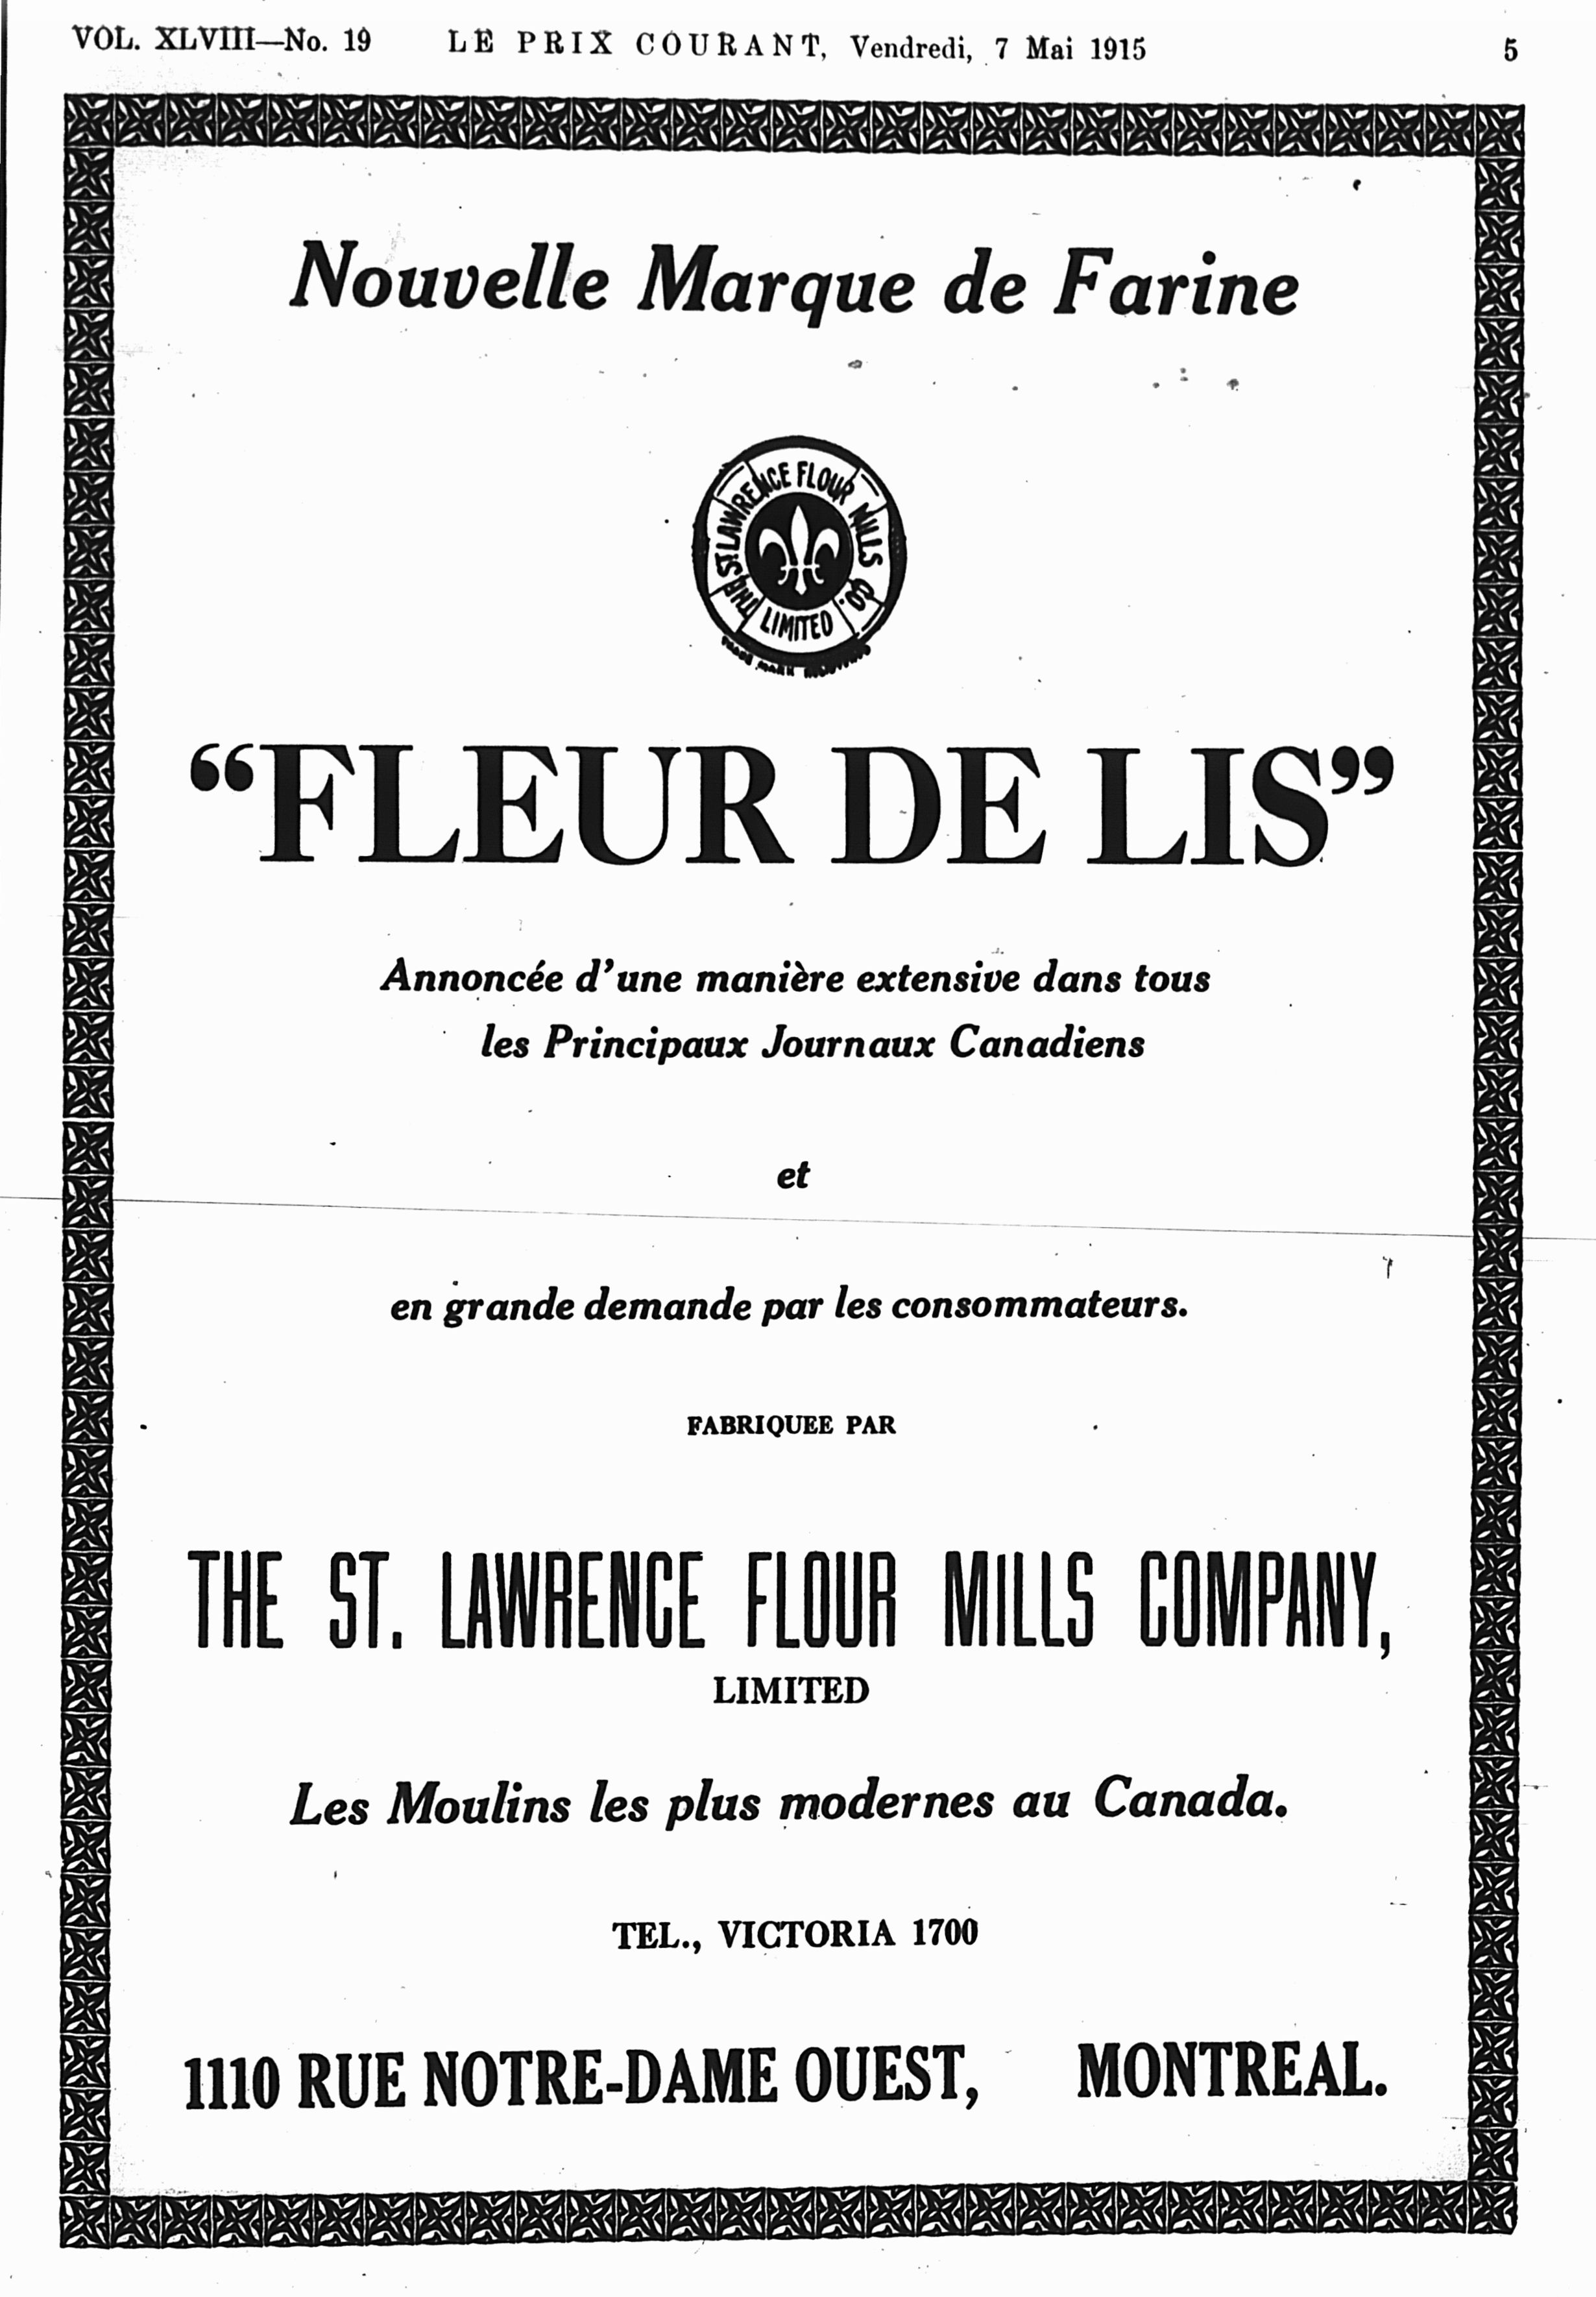 VOL. XLVIII—No. 19 LE PRIX COURANT, Vendredi, 7 Mai 1915 5
Nouvelle Marque de Farine
THE ST. LAWRENCE FLOUR MILLS CO.
LIMITED
TRADE MARK REGISTERED
“FLEUR DE LIS”
Annoncée d'une manière extensive dans tous
les Principaux Journaux Canadiens
et
en grande demande par les consommateurs.
FABRIQUEE PAR
THE ST. LAWRENCE FLOUR MILLS COMPANY,
LIMITED
Les Moulins les plus modernes au Canada.
TEL., VICTORIA 1700
1110 RUE NOTRE-DAME OUEST, MONTREAL.